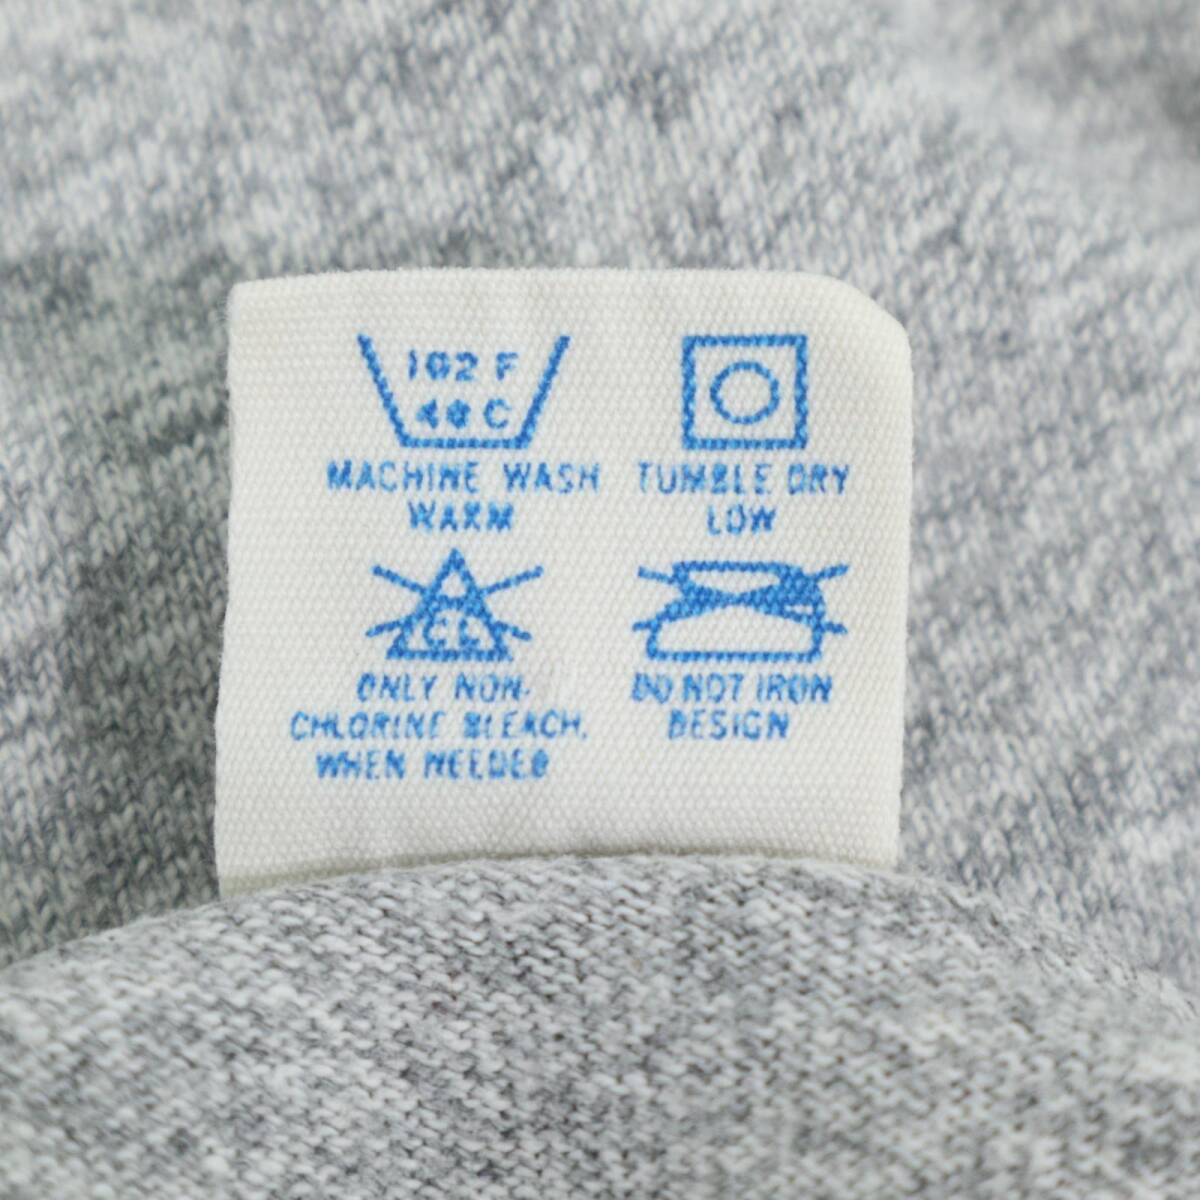 102 F
40 C
MACHINE WASH
WARM
TUMBLE DRY
LOW
CL
ONLY NON-
CHLORINE BLEACH,
WHEN NEEDED
DO NOT IRON
DESIGN